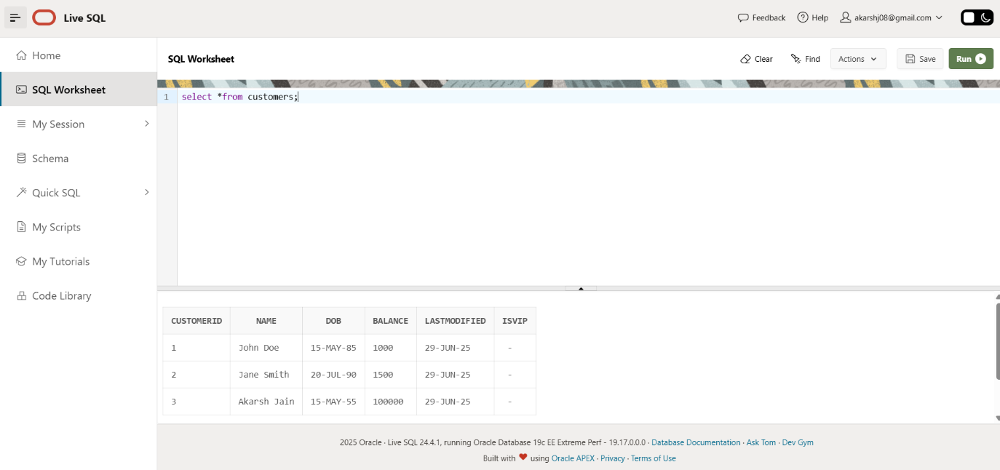 Live SQL
Feedback Help akarshj08@gmail.com
Home
SQL Worksheet
My Session
Schema
Quick SQL
My Scripts
My Tutorials
Code Library
SQL Worksheet
Clear Find Actions Save Run
1 select *from customers;
CUSTOMERID NAME DOB BALANCE LASTMODIFIED ISVIP
1 John Doe 15-MAY-85 1000 29-JUN-25 -
2 Jane Smith 20-JUL-90 1500 29-JUN-25 -
3 Akarsh Jain 15-MAY-55 100000 29-JUN-25 -
2025 Oracle · Live SQL 24.4.1, running Oracle Database 19c EE Extreme Perf - 19.17.0.0.0 · Database Documentation · Ask Tom · Dev Gym
Built with ❤ using Oracle APEX · Privacy · Terms of Use